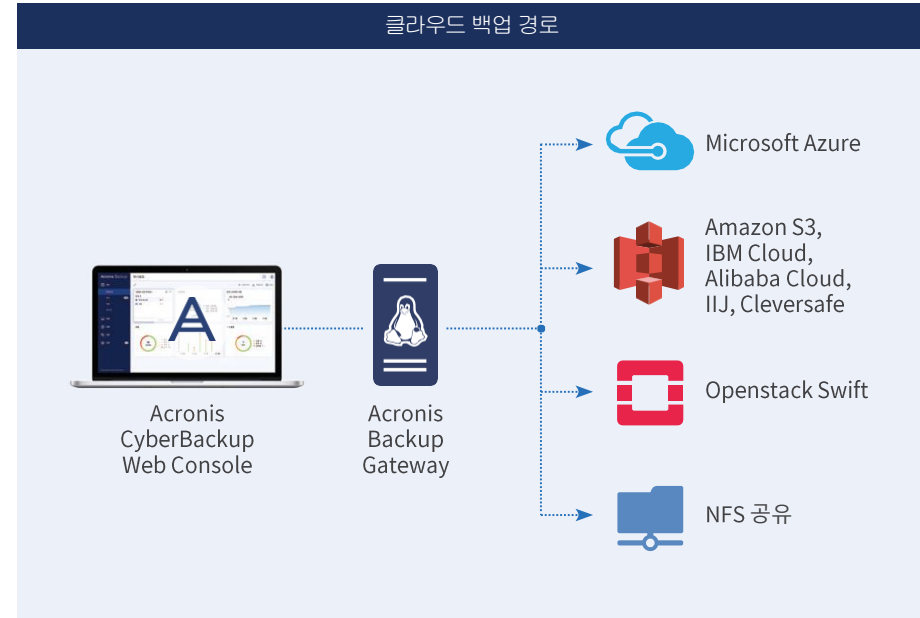 클라우드 백업 경로
Microsoft Azure
Amazon S3,
IBM Cloud,
Alibaba Cloud,
IIJ, Cleversafe
Openstack Swift
NFS 공유
Acronis
CyberBackup
Web Console
Acronis
Backup
Gateway